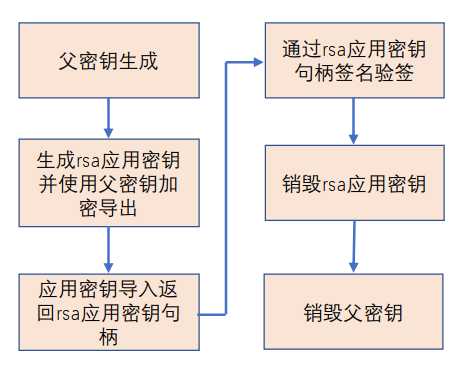 父密钥生成
生成rsa应用密钥
并使用父密钥加
密导出
应用密钥导入返
回rsa应用密钥句
柄
通过rsa应用密钥
句柄签名验签
销毁rsa应用密钥
销毁父密钥